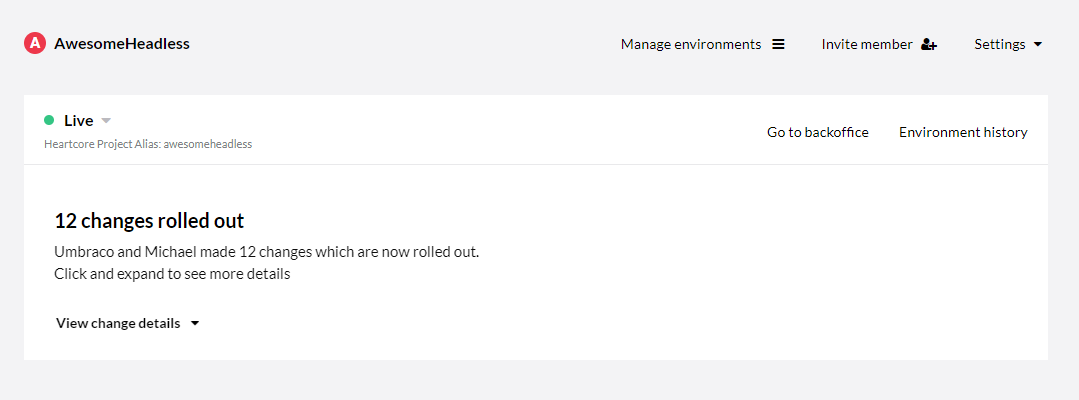 A AwesomeHeadless
Manage environments
Invite member
Settings
Live
Heartcore Project Alias: awesomeheadless
Go to backoffice
Environment history
12 changes rolled out
Umbraco and Michael made 12 changes which are now rolled out.
Click and expand to see more details
View change details